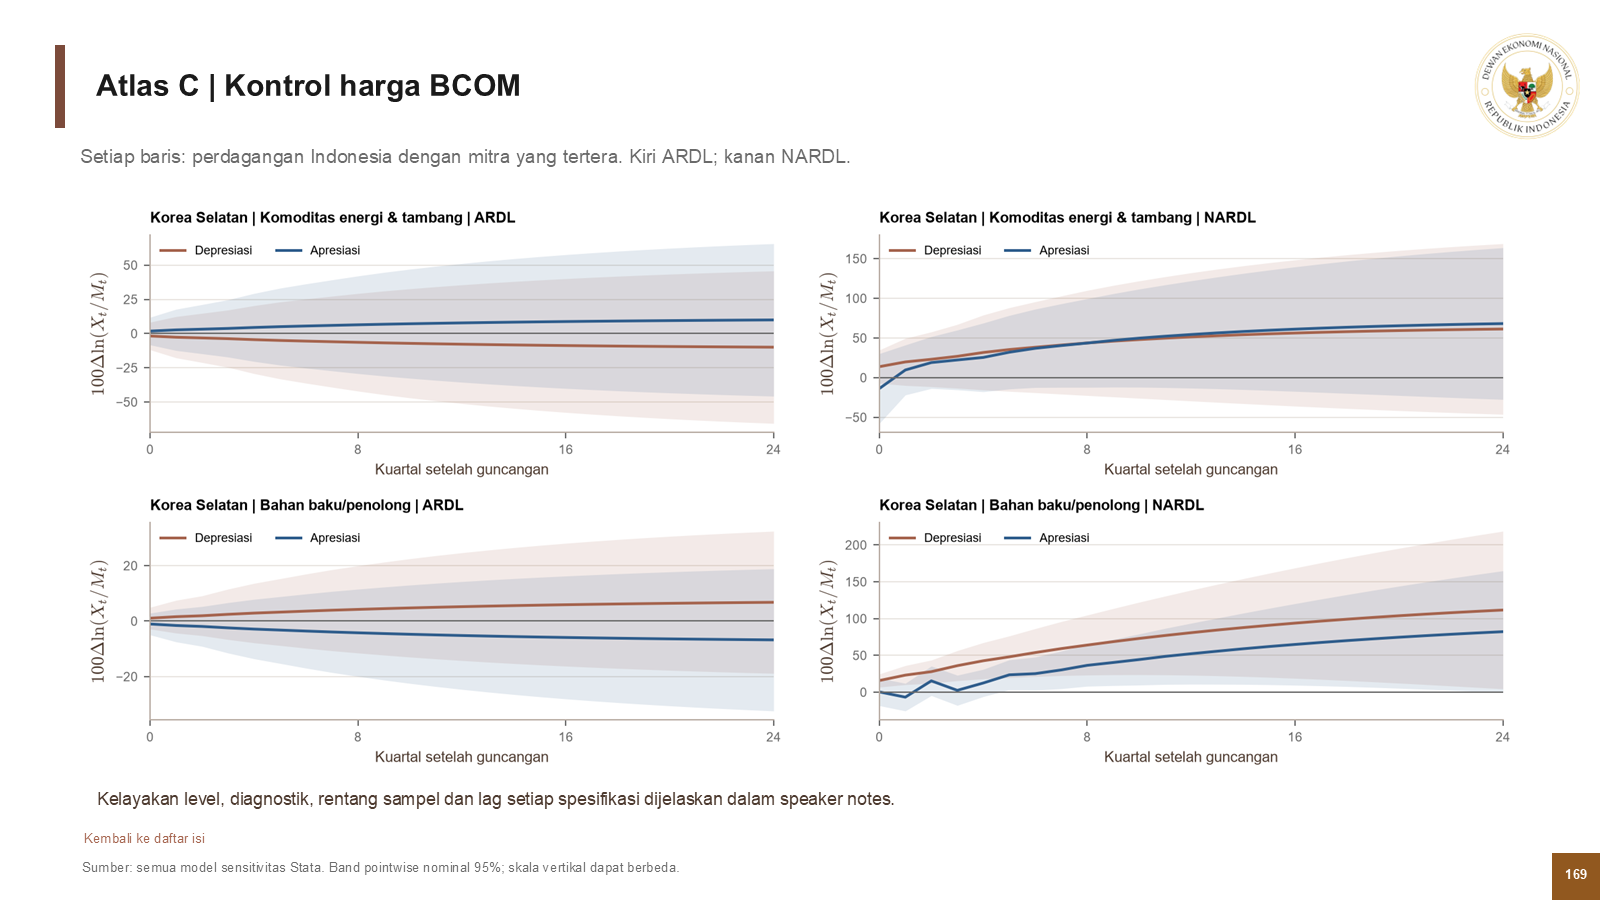 Atlas C | Kontrol harga BCOM
DEWAN EKONOMI NASIONAL
REPUBLIK INDONESIA
Setiap baris: perdagangan Indonesia dengan mitra yang tertera. Kiri ARDL; kanan NARDL.
Korea Selatan | Komoditas energi & tambang | ARDL
Depresiasi
Apresiasi
100Δln(Xₜ/Mₜ)
50
25
0
−25
−50
0
8
16
24
Kuartal setelah guncangan
Korea Selatan | Komoditas energi & tambang | NARDL
Depresiasi
Apresiasi
100Δln(Xₜ/Mₜ)
150
100
50
0
−50
0
8
16
24
Kuartal setelah guncangan
Korea Selatan | Bahan baku/penolong | ARDL
Depresiasi
Apresiasi
100Δln(Xₜ/Mₜ)
20
0
−20
0
8
16
24
Kuartal setelah guncangan
Korea Selatan | Bahan baku/penolong | NARDL
Depresiasi
Apresiasi
100Δln(Xₜ/Mₜ)
200
150
100
50
0
0
8
16
24
Kuartal setelah guncangan
Kelayakan level, diagnostik, rentang sampel dan lag setiap spesifikasi dijelaskan dalam speaker notes.
Kembali ke daftar isi
Sumber: semua model sensitivitas Stata. Band pointwise nominal 95%; skala vertikal dapat berbeda.
169